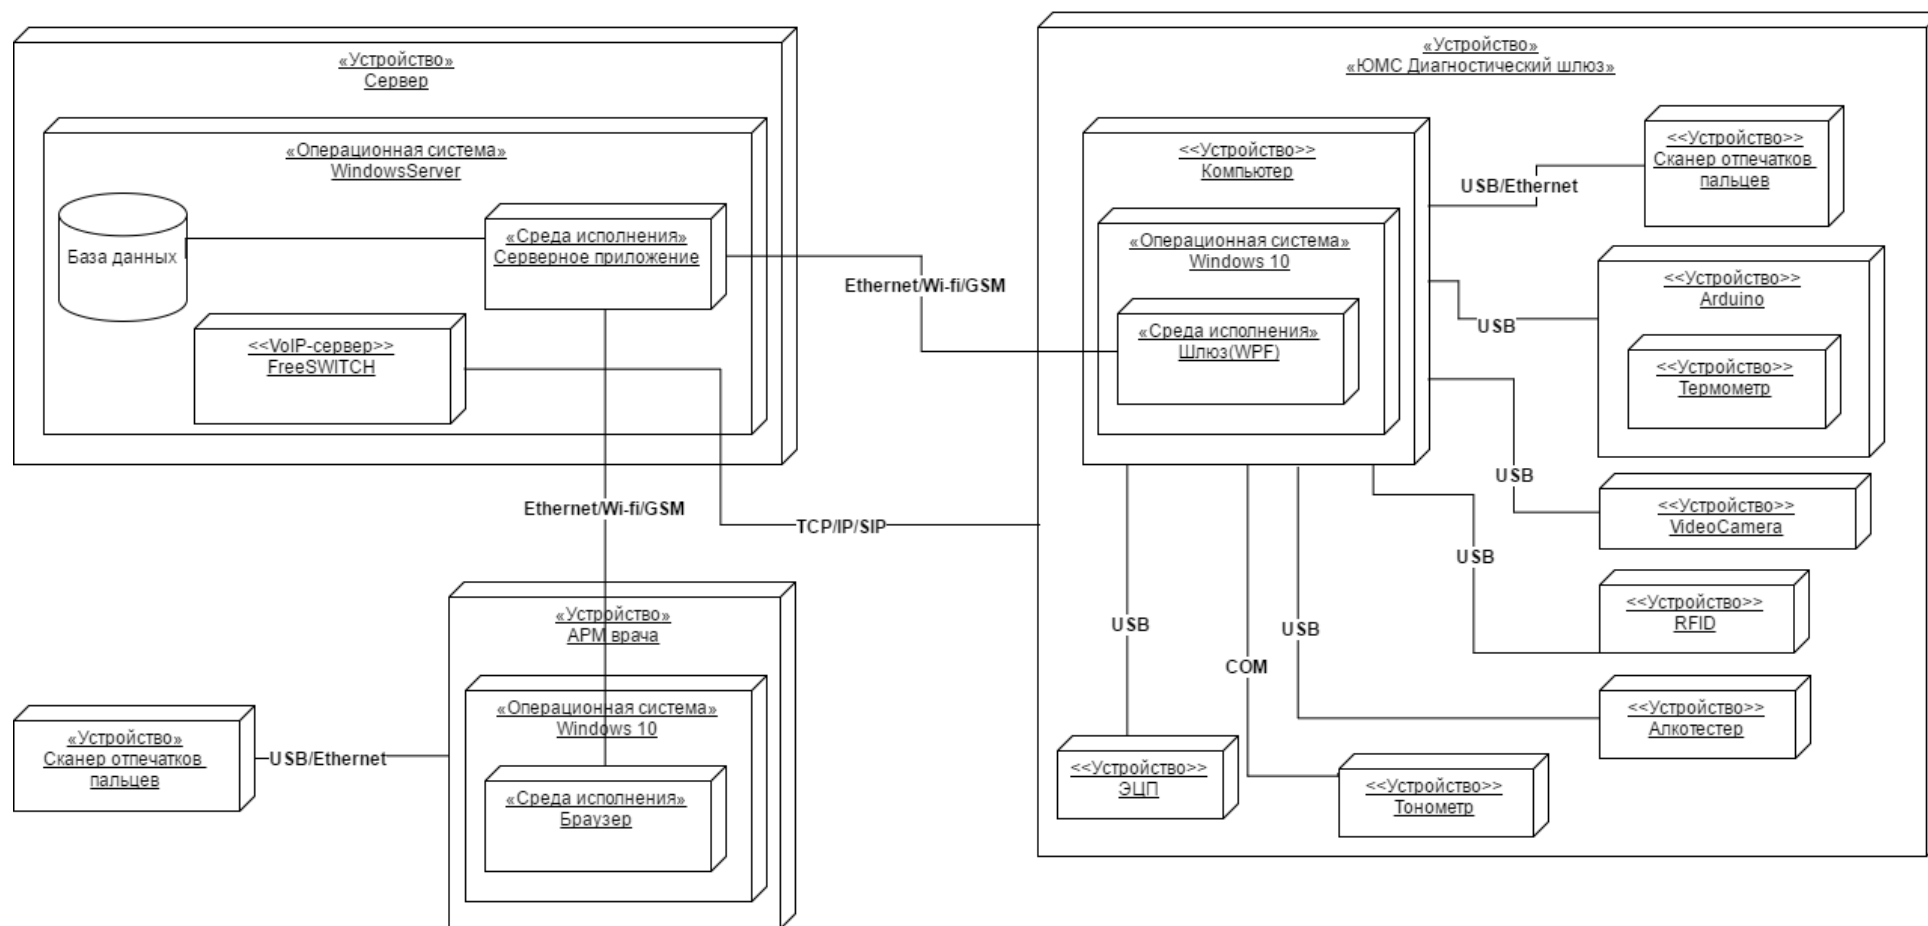 «Устройство»
Сервер
«Операционная система»
WindowsServer
База данных
«Среда исполнения»
Серверное приложение
<<VoIP-сервер>>
FreeSWITCH
Ethernet/Wi-fi/GSM
Ethernet/Wi-fi/GSM
TCP/IP/SIP
«Устройство»
АРМ врача
«Операционная система»
Windows 10
«Среда исполнения»
Браузер
«Устройство»
Сканер отпечатков
пальцев
USB/Ethernet
«Устройство»
«ЮМС Диагностический шлюз»
<<Устройство>>
Компьютер
«Операционная система»
Windows 10
«Среда исполнения»
Шлюз(WPF)
USB/Ethernet
<<Устройство>>
Сканер отпечатков
пальцев
USB
<<Устройство>>
Arduino
<<Устройство>>
Термометр
USB
<<Устройство>>
VideoCamera
USB
<<Устройство>>
RFID
USB
<<Устройство>>
Алкотестер
COM
<<Устройство>>
Тонометр
USB
<<Устройство>>
ЭЦП